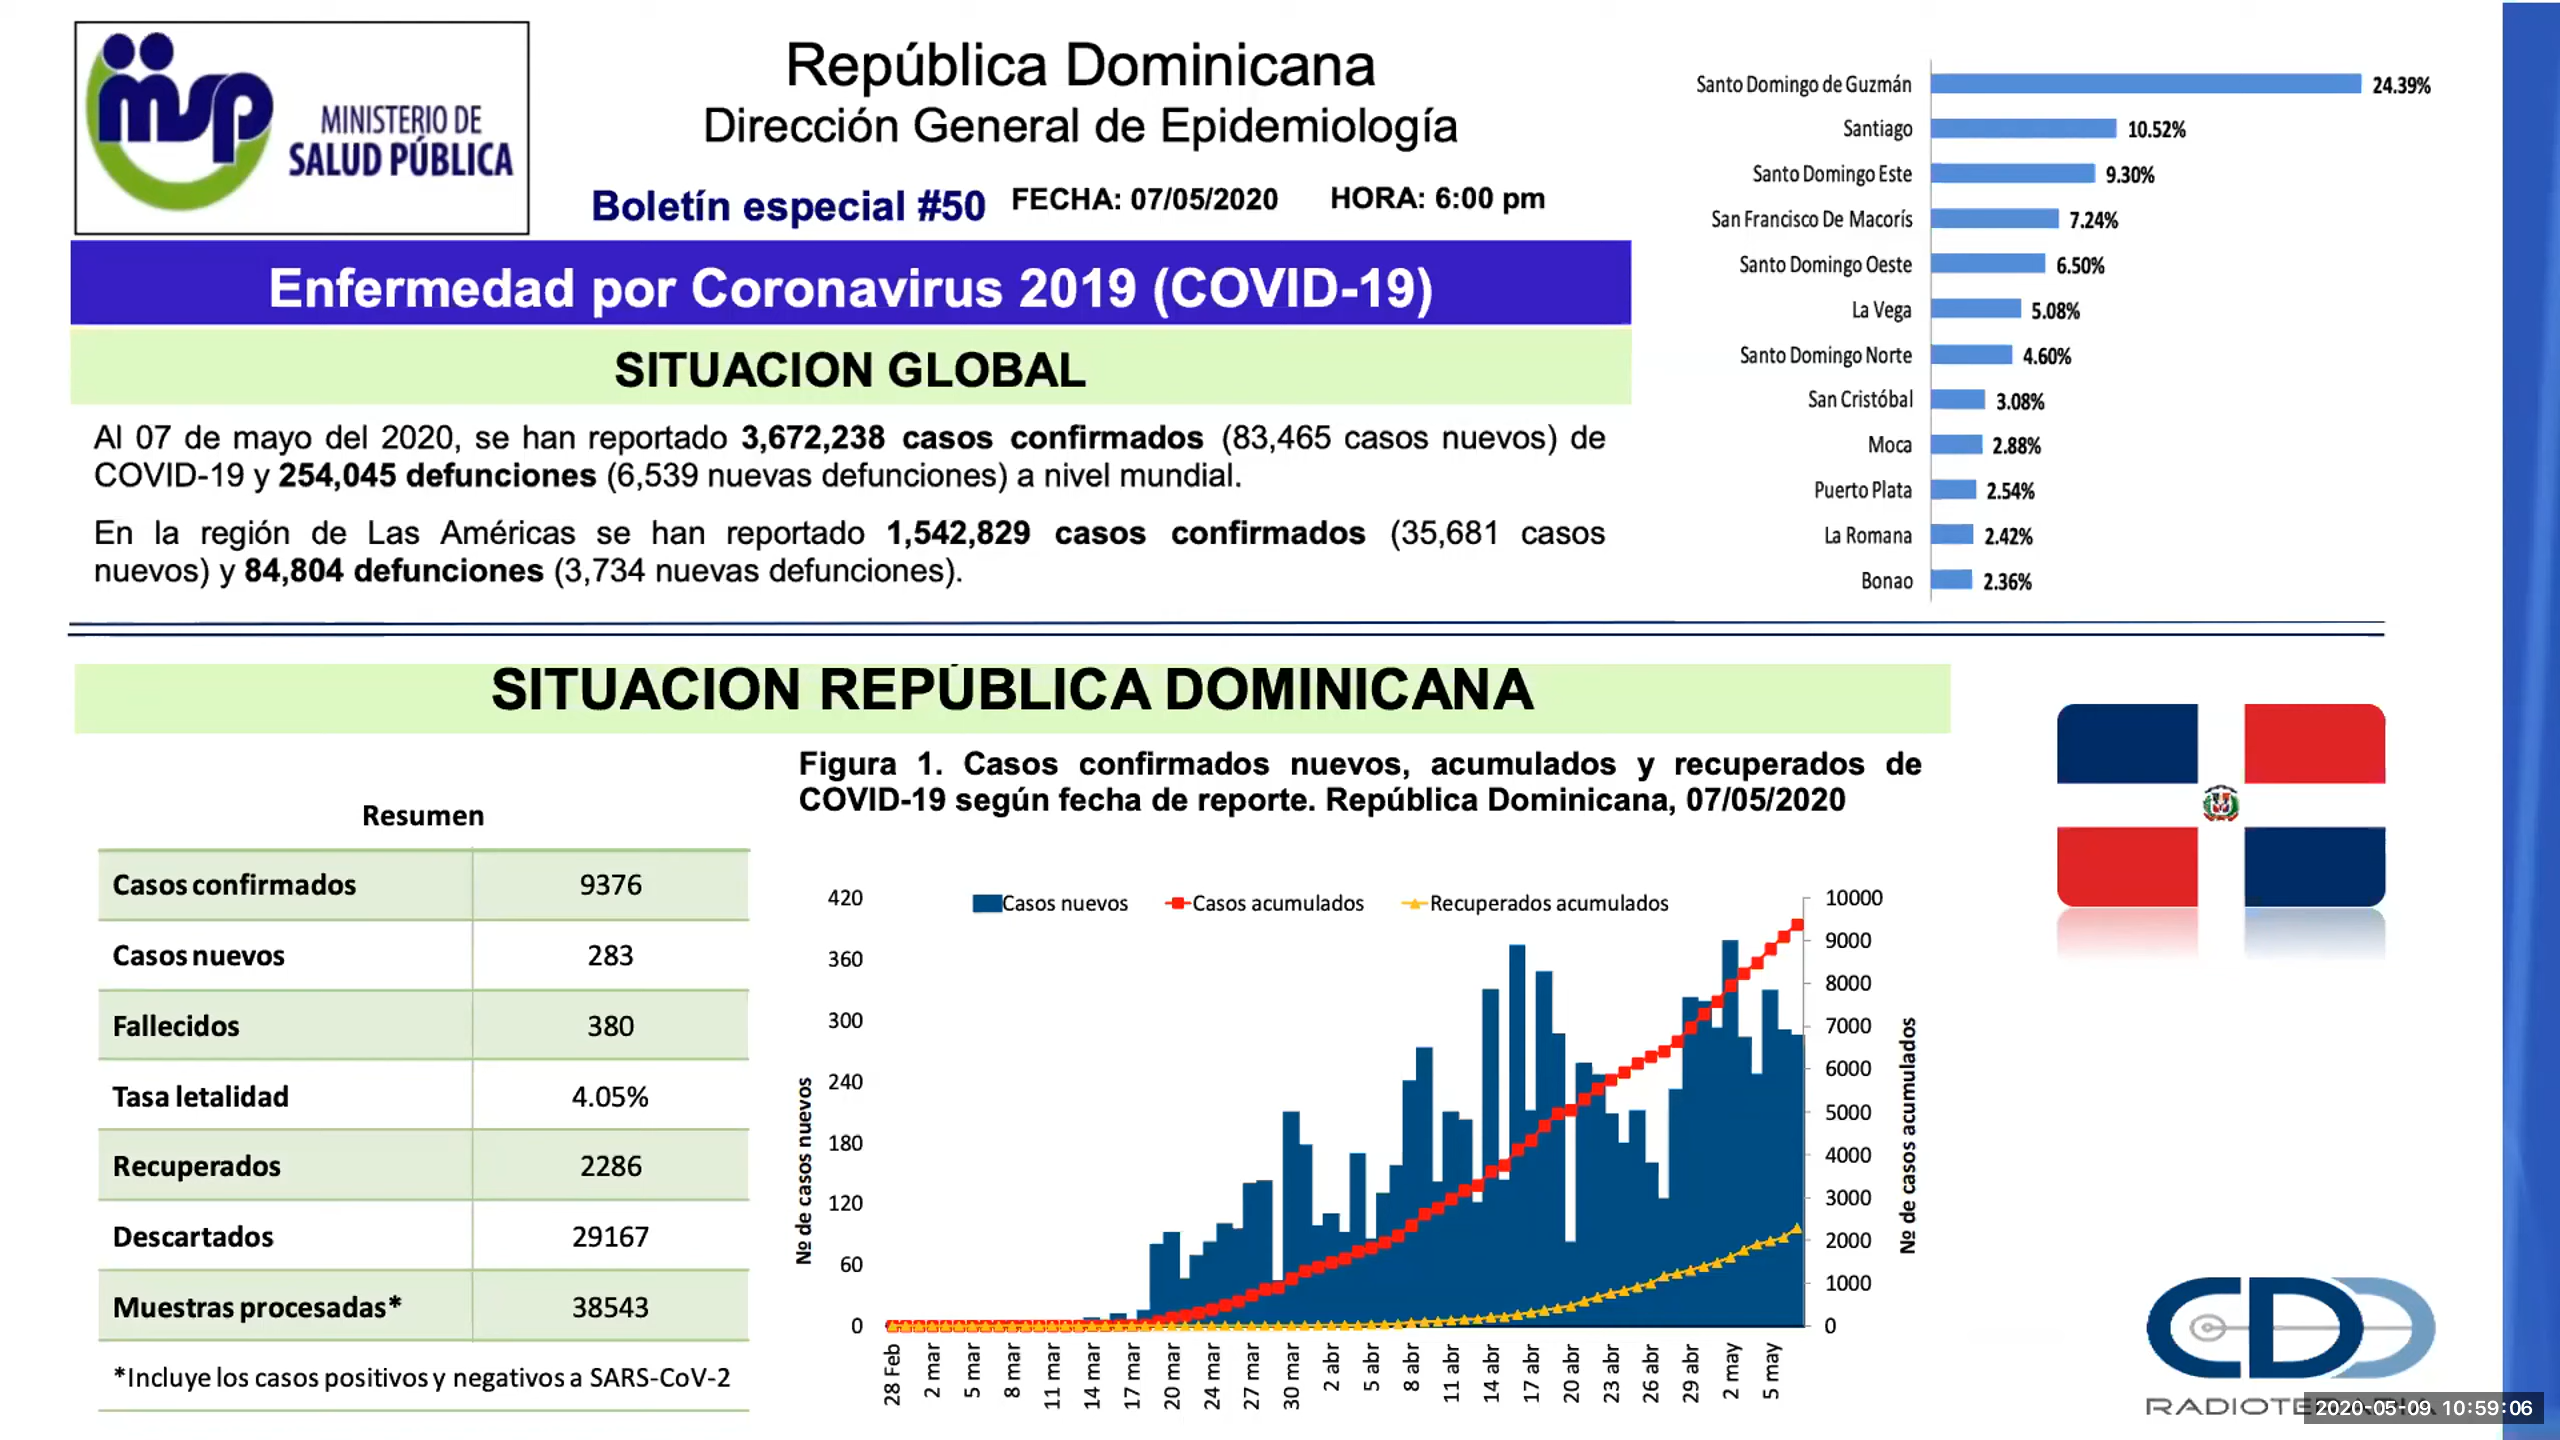 msp
MINISTERIO DE
SALUD PÚBLICA
República Dominicana
Dirección General de Epidemiología
Boletín especial #50 FECHA: 07/05/2020 HORA: 6:00 pm
Enfermedad por Coronavirus 2019 (COVID-19)
SITUACION GLOBAL
Al 07 de mayo del 2020, se han reportado 3,672,238 casos confirmados (83,465 casos nuevos) de
COVID-19 y 254,045 defunciones (6,539 nuevas defunciones) a nivel mundial.
En la región de Las Américas se han reportado 1,542,829 casos confirmados (35,681 casos
nuevos) y 84,804 defunciones (3,734 nuevas defunciones).
Santo Domingo de Guzmán 24.39%
Santiago 10.52%
Santo Domingo Este 9.30%
San Francisco De Macorís 7.24%
Santo Domingo Oeste 6.50%
La Vega 5.08%
Santo Domingo Norte 4.60%
San Cristóbal 3.08%
Moca 2.88%
Puerto Plata 2.54%
La Romana 2.42%
Bonao 2.36%
SITUACION REPÚBLICA DOMINICANA
Resumen
Casos confirmados 9376
Casos nuevos 283
Fallecidos 380
Tasa letalidad 4.05%
Recuperados 2286
Descartados 29167
Muestras procesadas* 38543
*Incluye los casos positivos y negativos a SARS-CoV-2
Figura 1. Casos confirmados nuevos, acumulados y recuperados de
COVID-19 según fecha de reporte. República Dominicana, 07/05/2020
Casos nuevos Casos acumulados Recuperados acumulados
Nº de casos nuevos
420
360
300
240
180
120
60
0
10000
9000
8000
7000
6000
5000
4000
3000
2000
1000
0
Nº de casos acumulados
28 Feb 2 mar 5 mar 8 mar 11 mar 14 mar 17 mar 20 mar 24 mar 27 mar 30 mar 2 abr 5 abr 8 abr 11 abr 14 abr 17 abr 20 abr 23 abr 26 abr 29 abr 2 may 5 may
CDD
2020-05-09 10:59:06